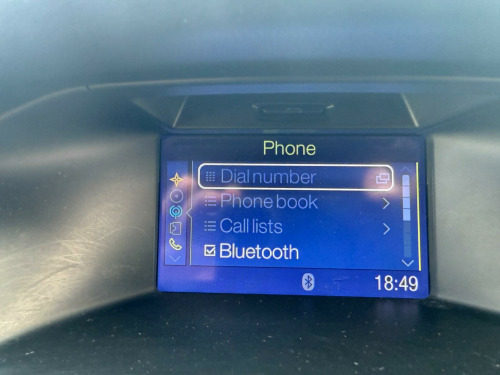 Phone
Dial number
Phone book
Call lists
Bluetooth
18:49